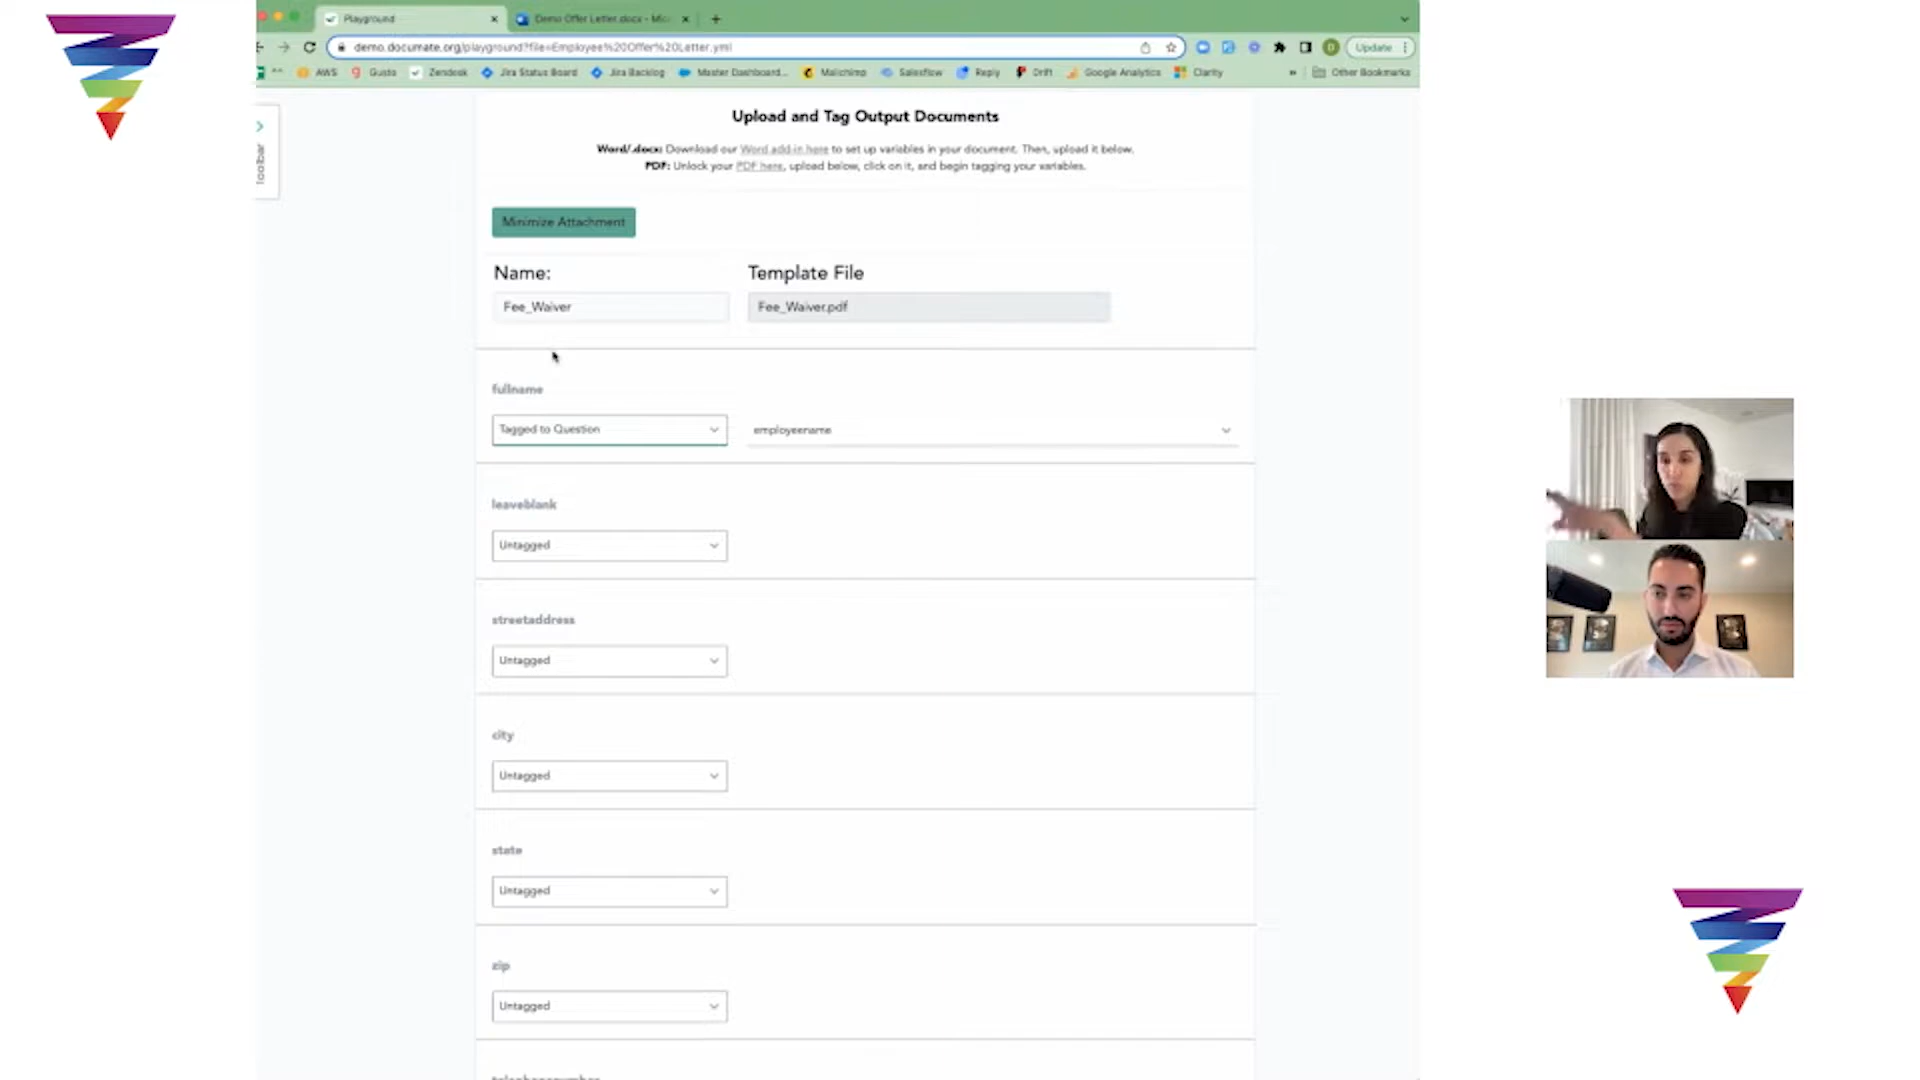 Playground
Demo Offer Letter.docx - Mic
demo.documate.org/playground?file=Employee%20Offer%20Letter.yml
D
Update
AWS
Gusto
Zendesk
Jira Status Board
Jira Backlog
Master Dashboard...
Mailchimp
Salesflow
Reply
Drift
Google Analytics
Clarity
»
Other Bookmarks
Toolbar
Upload and Tag Output Documents
Word/.docx: Download our Word add-in here to set up variables in your document. Then, upload it below.
PDF: Unlock your PDF here, upload below, click on it, and begin tagging your variables.
Minimize Attachment
Name:
Template File
Fee_Waiver
Fee_Waiver.pdf
fullname
Tagged to Question
employeename
leaveblank
Untagged
streetaddress
Untagged
city
Untagged
state
Untagged
zip
Untagged
telephonenumber